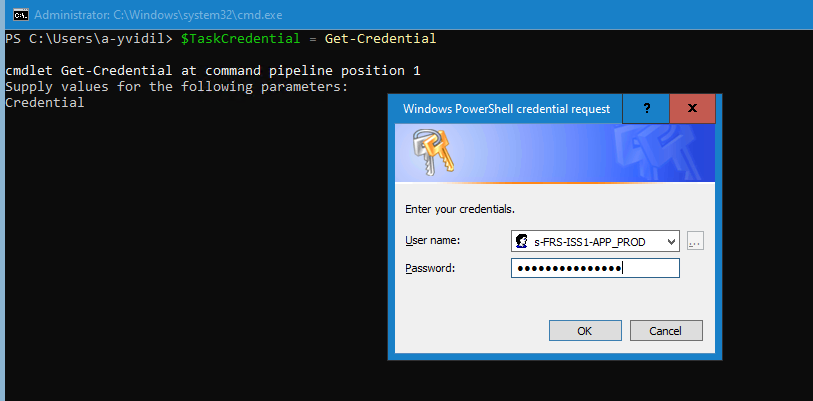 Administrator: C:\Windows\system32\cmd.exe
PS C:\Users\a-yvidil> $TaskCredential = Get-Credential
cmdlet Get-Credential at command pipeline position 1
Supply values for the following parameters:
Credential
Windows PowerShell credential request
?
X
Enter your credentials.
User name:
s-FRS-ISS1-APP_PROD
...
Password:
●●●●●●●●●●●●●●●
OK
Cancel